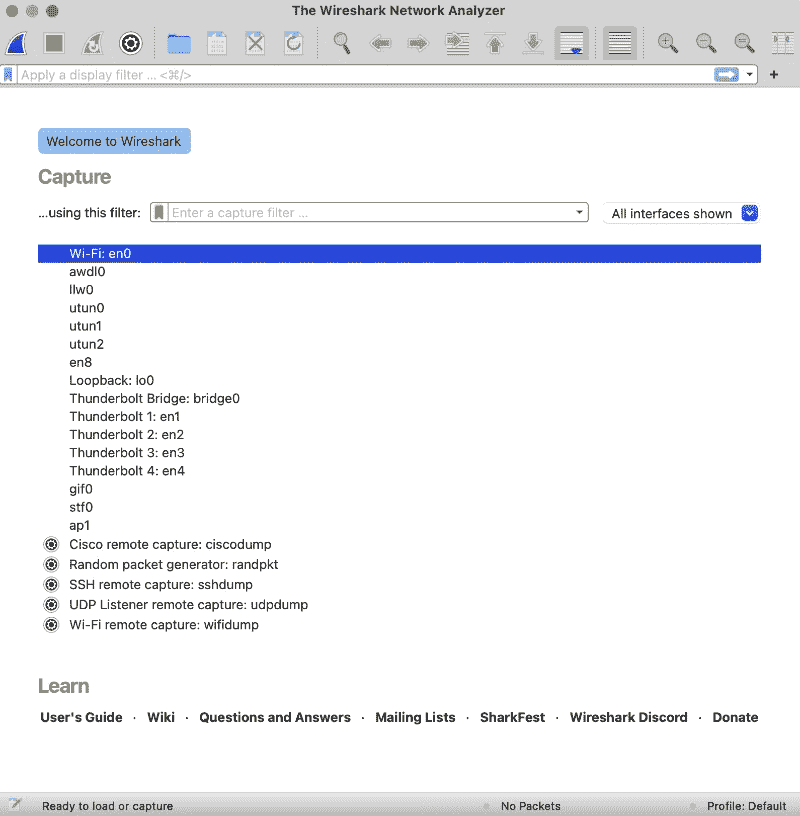 The Wireshark Network Analyzer
Apply a display filter ... <⌘/>
Welcome to Wireshark
Capture
...using this filter: Enter a capture filter ... All interfaces shown
Wi-Fi: en0
awdl0
llw0
utun0
utun1
utun2
en8
Loopback: lo0
Thunderbolt Bridge: bridge0
Thunderbolt 1: en1
Thunderbolt 2: en2
Thunderbolt 3: en3
Thunderbolt 4: en4
gif0
stf0
ap1
Cisco remote capture: ciscodump
Random packet generator: randpkt
SSH remote capture: sshdump
UDP Listener remote capture: udpdump
Wi-Fi remote capture: wifidump
Learn
User's Guide · Wiki · Questions and Answers · Mailing Lists · SharkFest · Wireshark Discord · Donate
Ready to load or capture No Packets Profile: Default